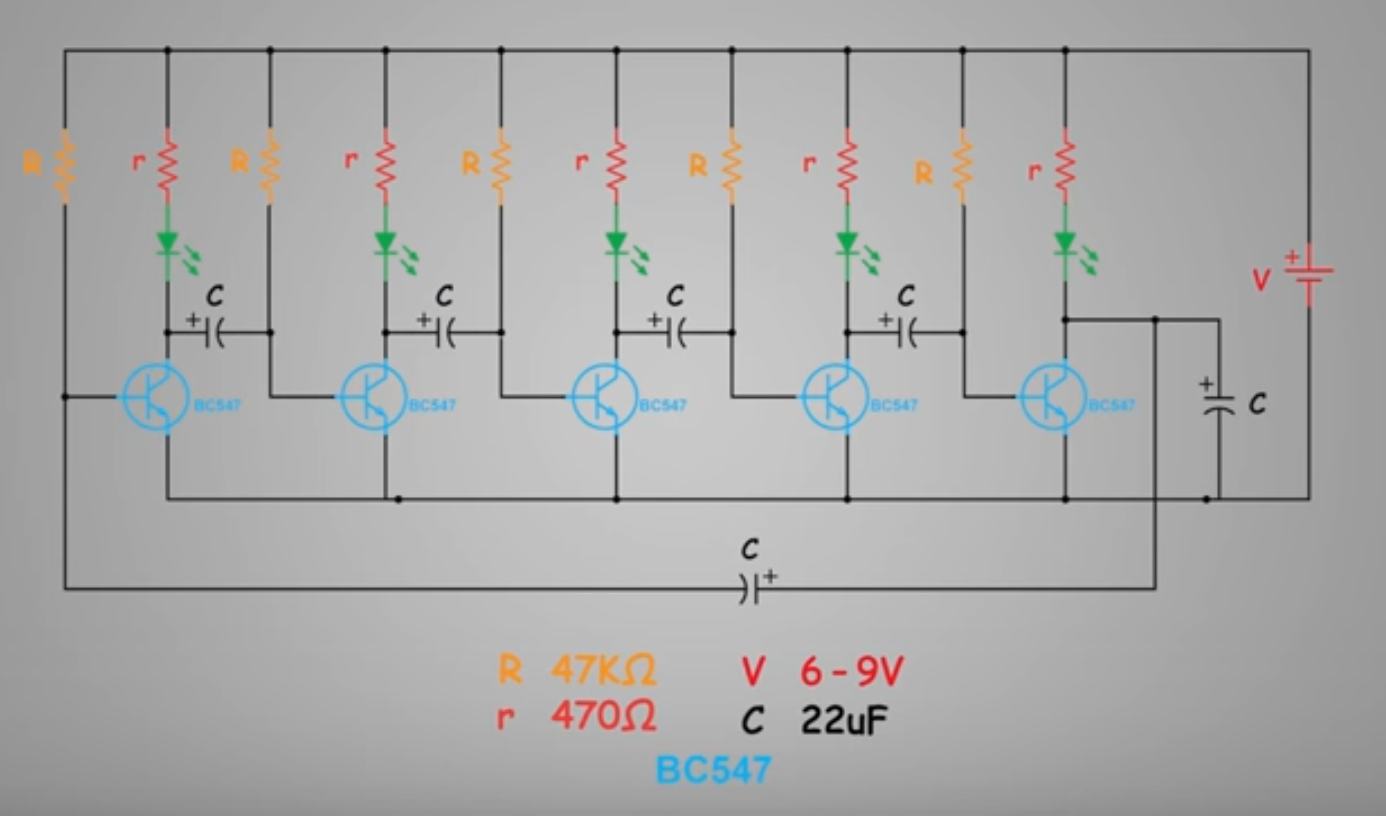 R r R r R r R r R r
+ V
C C C C
+ + + +
BC547 BC547 BC547 BC547 BC547
+ C
C
+
R 47KΩ V 6-9V
r 470Ω C 22uF
BC547